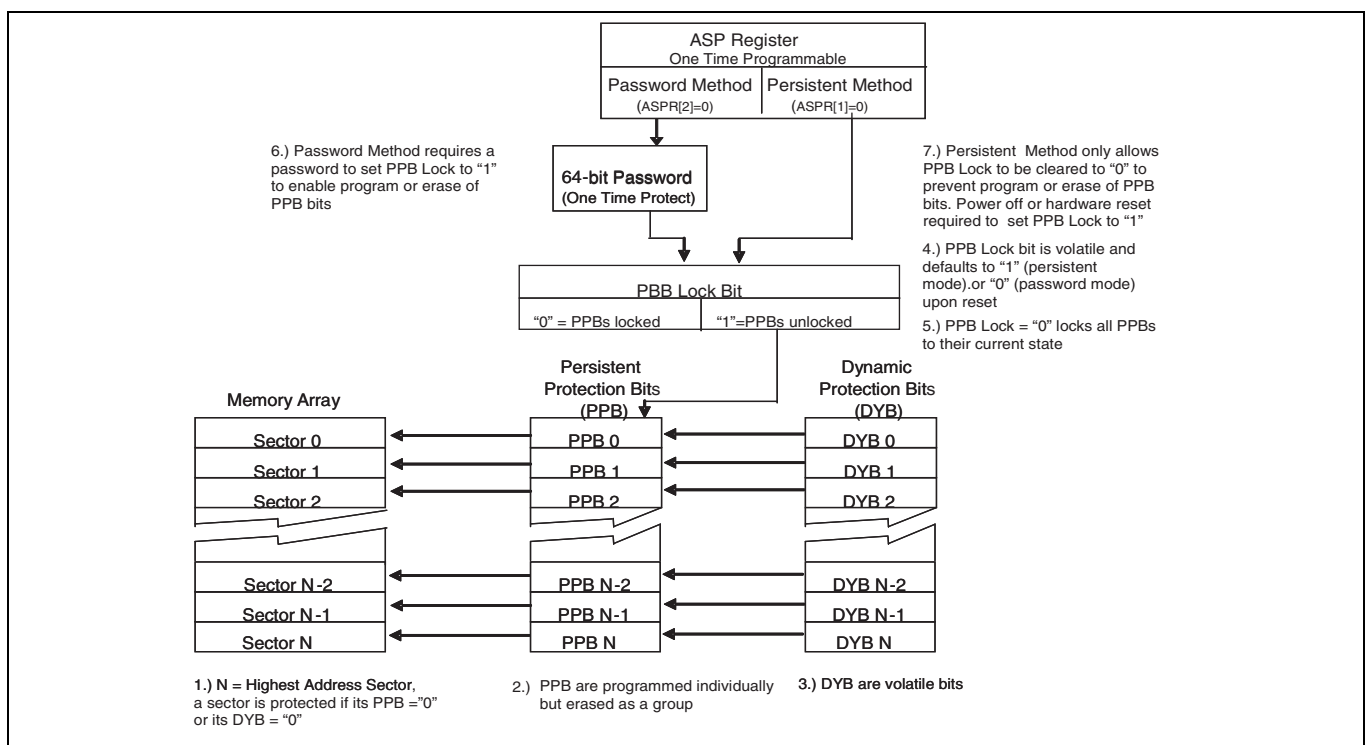 ASP Register
One Time Programmable
Password Method
(ASPR[2]=0)
Persistent Method
(ASPR[1]=0)
6.) Password Method requires a
password to set PPB Lock to “1”
to enable program or erase of
PPB bits
64-bit Password
(One Time Protect)
7.) Persistent Method only allows
PPB Lock to be cleared to “0” to
prevent program or erase of PPB
bits. Power off or hardware reset
required to set PPB Lock to “1”
4.) PPB Lock bit is volatile and
defaults to “1” (persistent
mode).or “0” (password mode)
upon reset
5.) PPB Lock = “0” locks all PPBs
to their current state
PBB Lock Bit
“0” = PPBs locked
“1”=PPBs unlocked
Memory Array
Persistent
Protection Bits
(PPB)
Dynamic
Protection Bits
(DYB)
Sector 0
PPB 0
DYB 0
Sector 1
PPB 1
DYB 1
Sector 2
PPB 2
DYB 2
Sector N-2
PPB N-2
DYB N-2
Sector N-1
PPB N-1
DYB N-1
Sector N
PPB N
DYB N
1.) N = Highest Address Sector,
a sector is protected if its PPB =”0”
or its DYB = “0”
2.) PPB are programmed individually
but erased as a group
3.) DYB are volatile bits